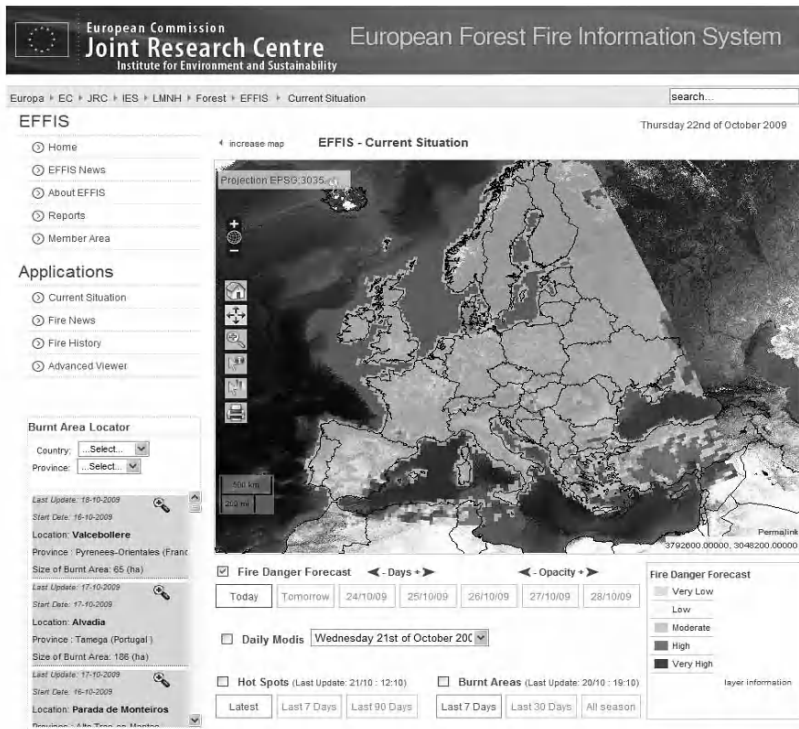 European Commission
Joint Research Centre
Institute for Environment and Sustainability
European Forest Fire Information System
Europa EC JRC IES LMNH Forest EFFIS Current Situation
search...
EFFIS
Home
EFFIS News
About EFFIS
Reports
Member Area
Applications
Current Situation
Fire News
Fire History
Advanced Viewer
Burnt Area Locator
Country: ...Select...
Province: ...Select...
Last Update: 18-10-2009
Start Date: 16-10-2009
Location: Valcebollere
Province : Pyrenees-Orientales (Franc
Size of Burnt Area: 65 (ha)
Last Update: 17-10-2009
Start Date: 17-10-2009
Location: Alvadia
Province : Tamega (Portugal )
Size of Burnt Area: 186 (ha)
Last Update: 17-10-2009
Start Date: 16-10-2009
Location: Parada de Monteiros
Thursday 22nd of October 2009
increase map
EFFIS - Current Situation
Projection EPSG:3035
500 km
200 mi
Permalink
3792600.00000, 3048200.00000
Fire Danger Forecast - Days + - Opacity +
Today Tomorrow 24/10/09 25/10/09 26/10/09 27/10/09 28/10/09
Daily Modis Wednesday 21st of October 200
Hot Spots (Last Update: 21/10 : 12:10)
Latest Last 7 Days Last 90 Days
Burnt Areas (Last Update: 20/10 : 19:10)
Last 7 Days Last 30 Days All season
Fire Danger Forecast
Very Low
Low
Moderate
High
Very High
layer information